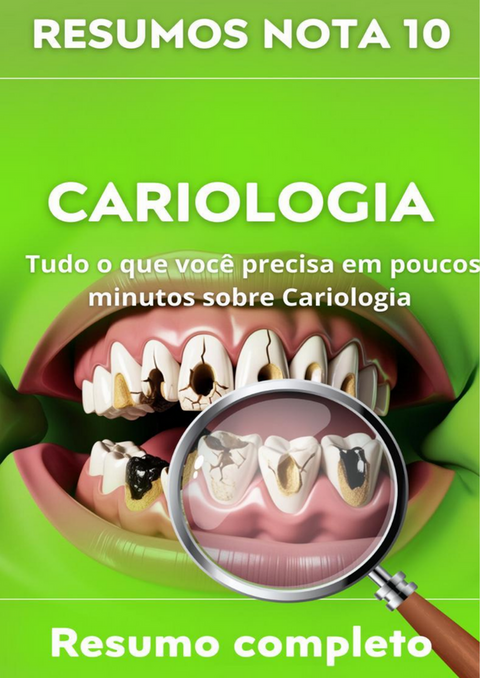 RESUMOS NOTA 10
CARIOLOGIA
Tudo o que você precisa em poucos
minutos sobre Cariologia
Resumo completo